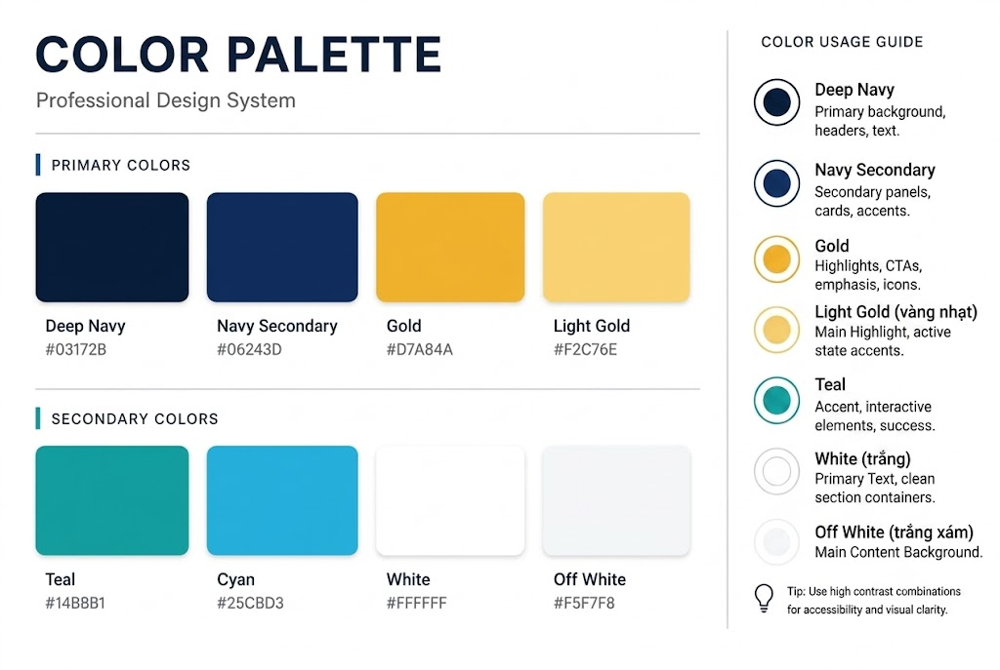 COLOR PALETTE
Professional Design System
PRIMARY COLORS
Deep Navy
#03172B
Navy Secondary
#06243D
Gold
#D7A84A
Light Gold
#F2C76E
SECONDARY COLORS
Teal
#14B8B1
Cyan
#25CBD3
White
#FFFFFF
Off White
#F5F7F8
COLOR USAGE GUIDE
Deep Navy
Primary background,
headers, text.
Navy Secondary
Secondary panels,
cards, accents.
Gold
Highlights, CTAs,
emphasis, icons.
Light Gold (vàng nhạt)
Main Highlight, active
state accents.
Teal
Accent, interactive
elements, success.
White (trắng)
Primary Text, clean
section containers.
Off White (trắng xám)
Main Content Background.
Tip: Use high contrast combinations
for accessibility and visual clarity.